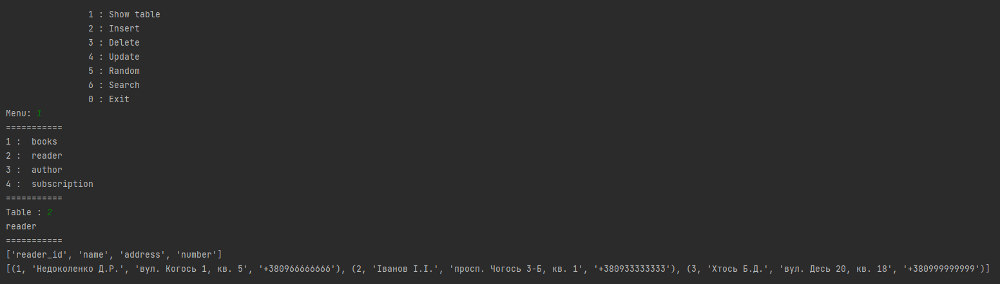 1 : Show table
2 : Insert
3 : Delete
4 : Update
5 : Random
6 : Search
0 : Exit
Menu: 1
===========
1 :  books
2 :  reader
3 :  author
4 :  subscription
===========
Table : 2
reader
===========
['reader_id', 'name', 'address', 'number']
[(1, 'Недоколенко Д.Р.', 'вул. Когось 1, кв. 5', '+380966666666'), (2, 'Іванов І.І.', 'просп. Чогось 3-Б, кв. 1', '+380933333333'), (3, 'Хтось Б.Д.', 'вул. Десь 20, кв. 18', '+380999999999')]